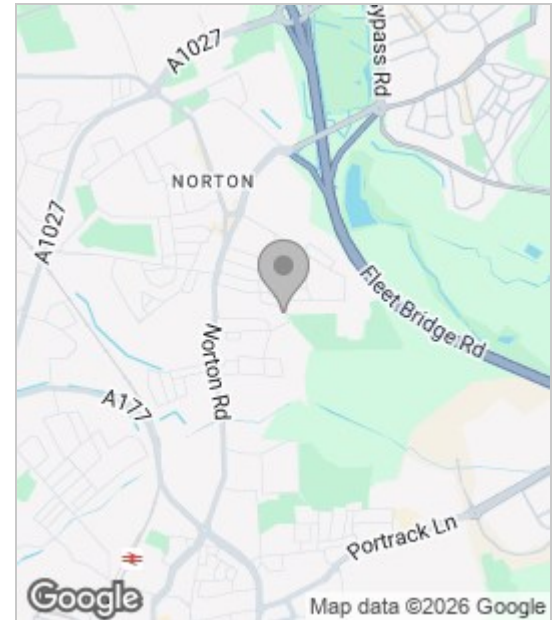 A1027
ypass Rd
NORTON
A1027
Fleet Bridge Rd
Norton Rd
A177
Portrack Ln
Google
Map data ©2026 Google